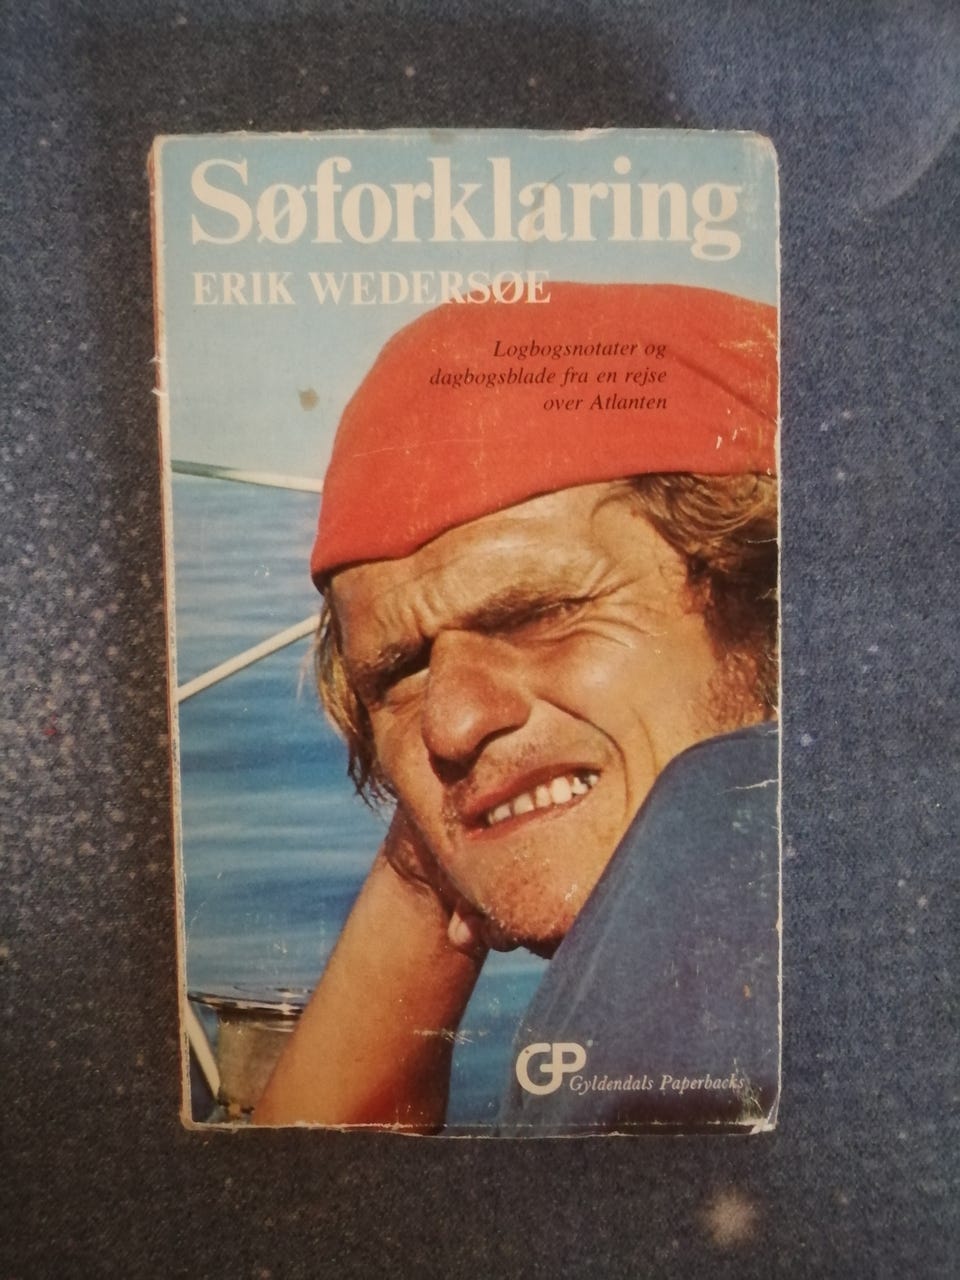 Søforklaring
ERIK WEDERSØE
Logbogsnotater og
dagbogsblade fra en rejse
over Atlanten
GP Gyldendals Paperbacks